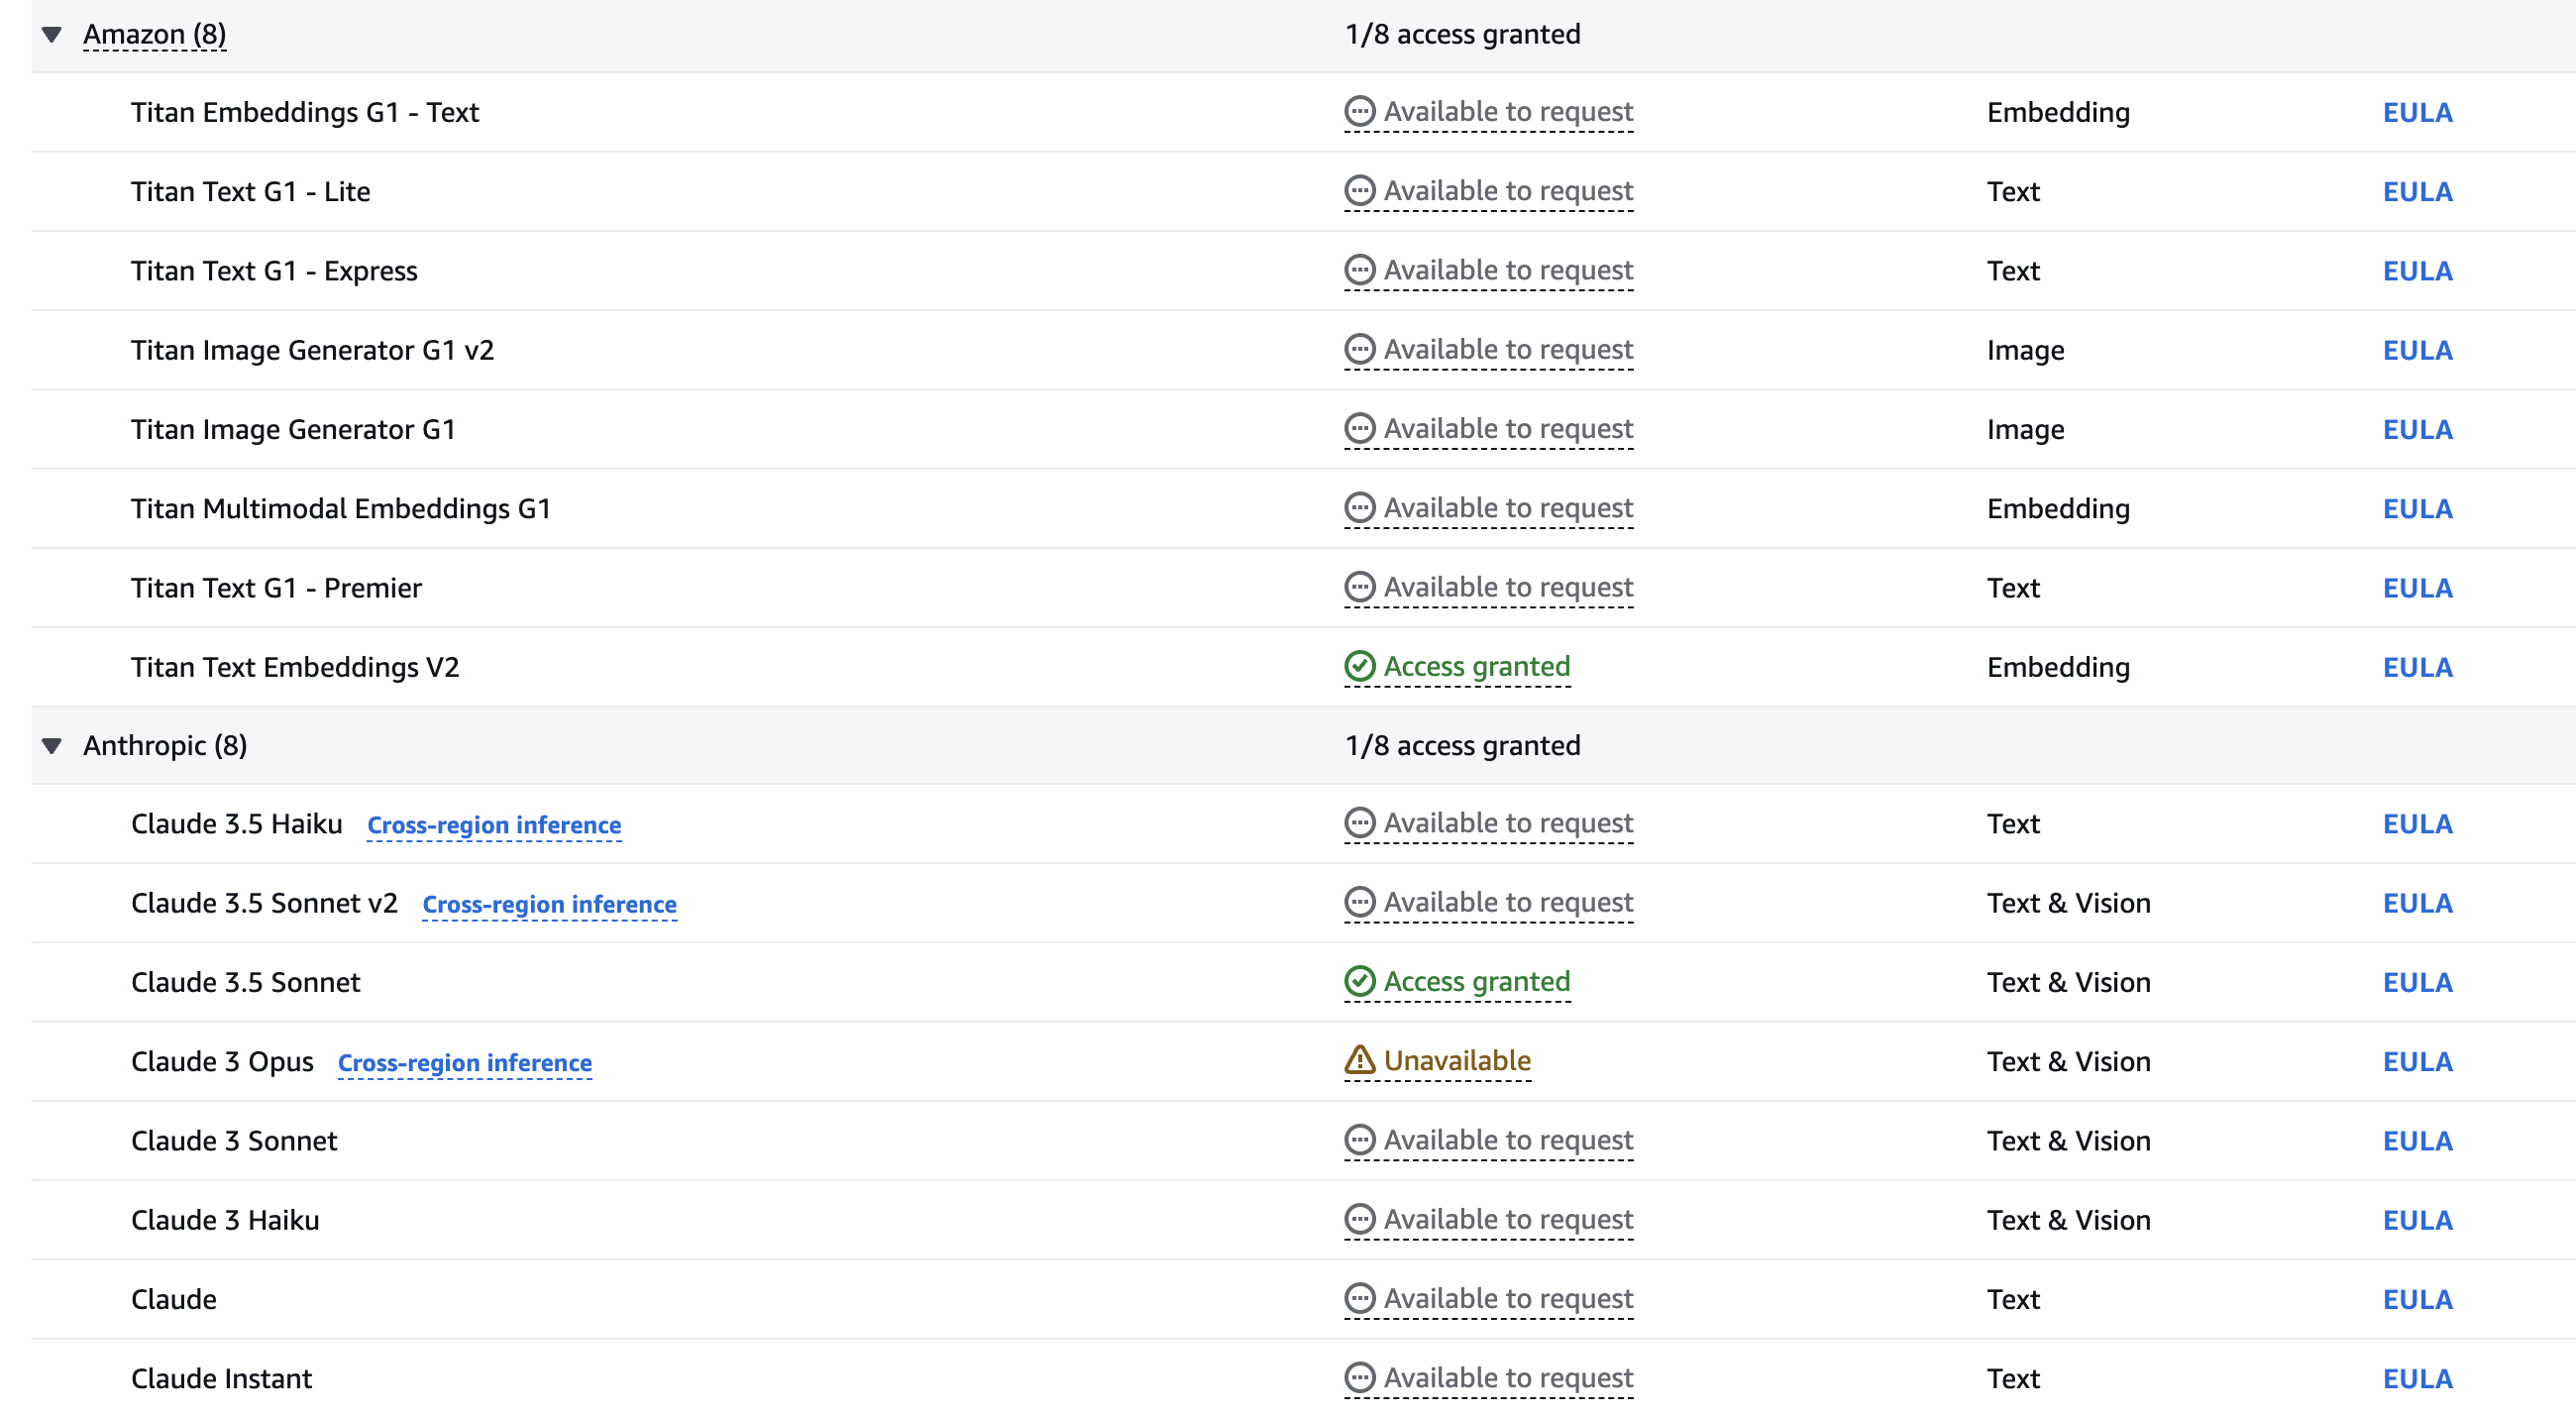 Amazon (8) 1/8 access granted
Titan Embeddings G1 - Text Available to request Embedding EULA
Titan Text G1 - Lite Available to request Text EULA
Titan Text G1 - Express Available to request Text EULA
Titan Image Generator G1 v2 Available to request Image EULA
Titan Image Generator G1 Available to request Image EULA
Titan Multimodal Embeddings G1 Available to request Embedding EULA
Titan Text G1 - Premier Available to request Text EULA
Titan Text Embeddings V2 Access granted Embedding EULA
Anthropic (8) 1/8 access granted
Claude 3.5 Haiku Cross-region inference Available to request Text EULA
Claude 3.5 Sonnet v2 Cross-region inference Available to request Text & Vision EULA
Claude 3.5 Sonnet Access granted Text & Vision EULA
Claude 3 Opus Cross-region inference Unavailable Text & Vision EULA
Claude 3 Sonnet Available to request Text & Vision EULA
Claude 3 Haiku Available to request Text & Vision EULA
Claude Available to request Text EULA
Claude Instant Available to request Text EULA